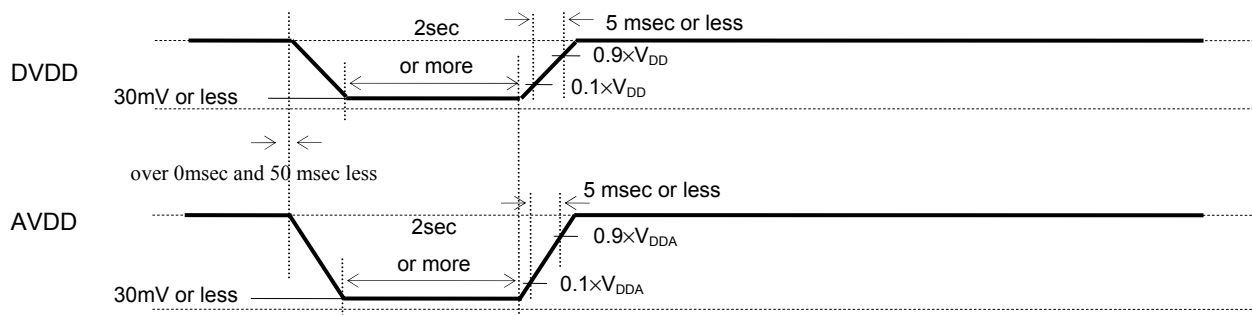 2sec
5 msec or less
DVDD
or more
0.9×VDD
0.1×VDD
30mV or less
over 0msec and 50 msec less
5 msec or less
AVDD
2sec
0.9×VDDA
or more
0.1×VDDA
30mV or less